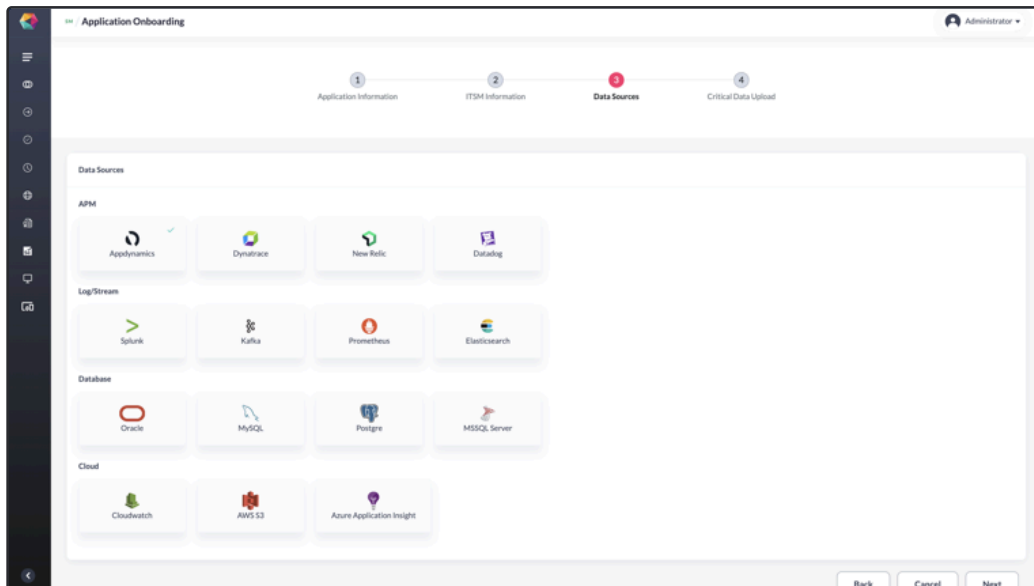 / Application Onboarding
Administrator
1 2 3 4
Application Information ITSM Information Data Sources Critical Data Upload
Data Sources
APM
Appdynamics Dynatrace New Relic Datadog
Log/Stream
Splunk Kafka Prometheus Elasticsearch
Database
Oracle MySQL Postgre MSSQL Server
Cloud
Cloudwatch AWS S3 Azure Application Insight
Back Cancel Next